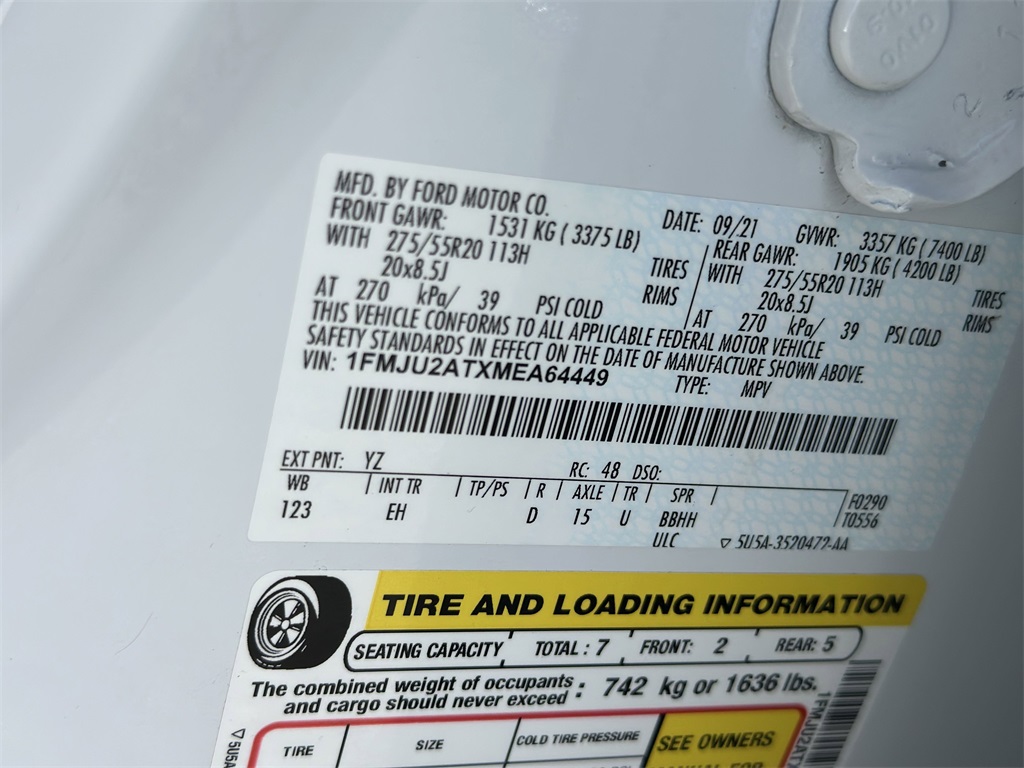 MFD. BY FORD MOTOR CO.
DATE: 09/21 GVWR: 3357 KG ( 7400 LB)
FRONT GAWR: 1531 KG ( 3375 LB)
REAR GAWR: 1905 KG ( 4200 LB)
WITH 275/55R20 113H TIRES
WITH 275/55R20 113H TIRES
20x8.5J RIMS
20x8.5J RIMS
AT 270 kPa/ 39 PSI COLD
AT 270 kPa/ 39 PSI COLD
THIS VEHICLE CONFORMS TO ALL APPLICABLE FEDERAL MOTOR VEHICLE
SAFETY STANDARDS IN EFFECT ON THE DATE OF MANUFACTURE SHOWN ABOVE.
VIN: 1FMJU2ATXMEA64449 TYPE: MPV
EXT PNT: YZ RC: 48 DSO:
WB INT TR TP/PS R AXLE TR SPR F0290
123 EH D 15 U BBHH T0556
ULC ▽ 5U5A-3520472-AA
TIRE AND LOADING INFORMATION
SEATING CAPACITY TOTAL : 7 FRONT: 2 REAR: 5
The combined weight of occupants
and cargo should never exceed : 742 kg or 1636 lbs.
TIRE SIZE COLD TIRE PRESSURE SEE OWNERS
▽ 5U5A
1FMJU2ATX